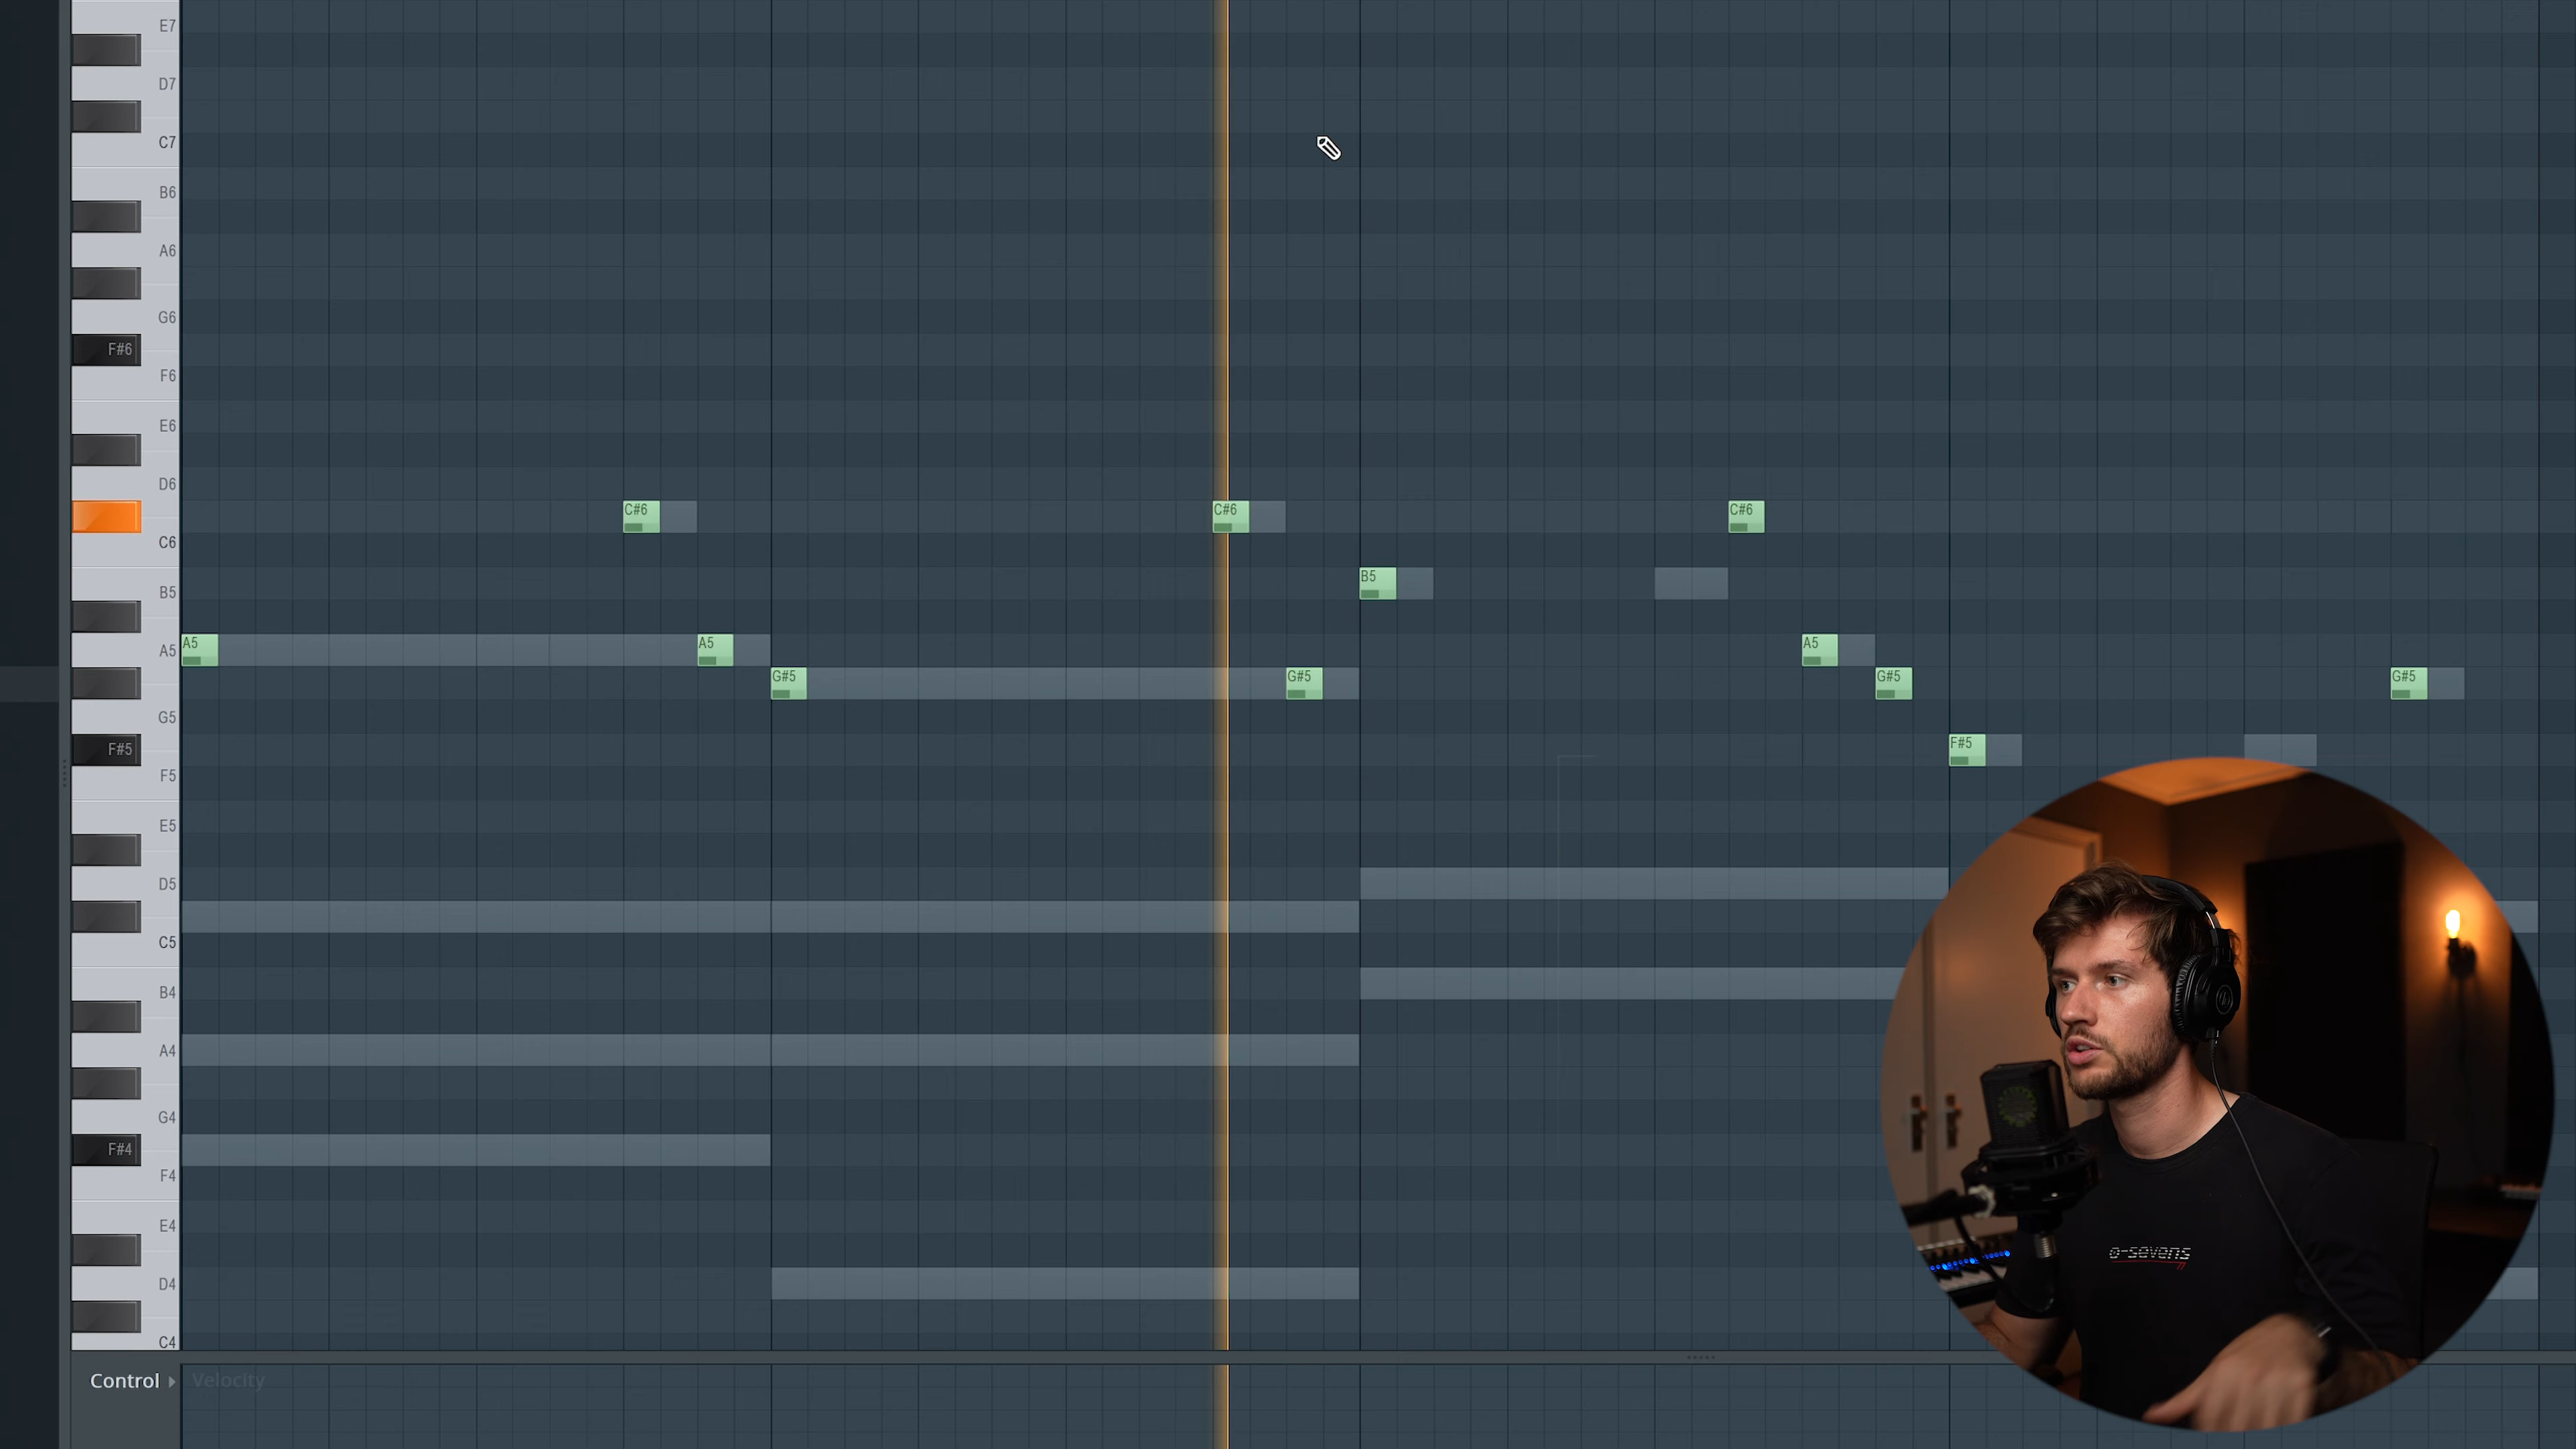 E7
D7
C7
B6
A6
G6
F#6
F6
E6
D6
C#6 C#6 C#6
C6
B5
B5
A5 A5 A5
A5
G#5 G#5 G#5 G#5
G5
F#5 F#5
F5
E5
D5
C5
B4
A4
G4
F#4
F4
E4
D4
C4
o-sevens
Control Velocity